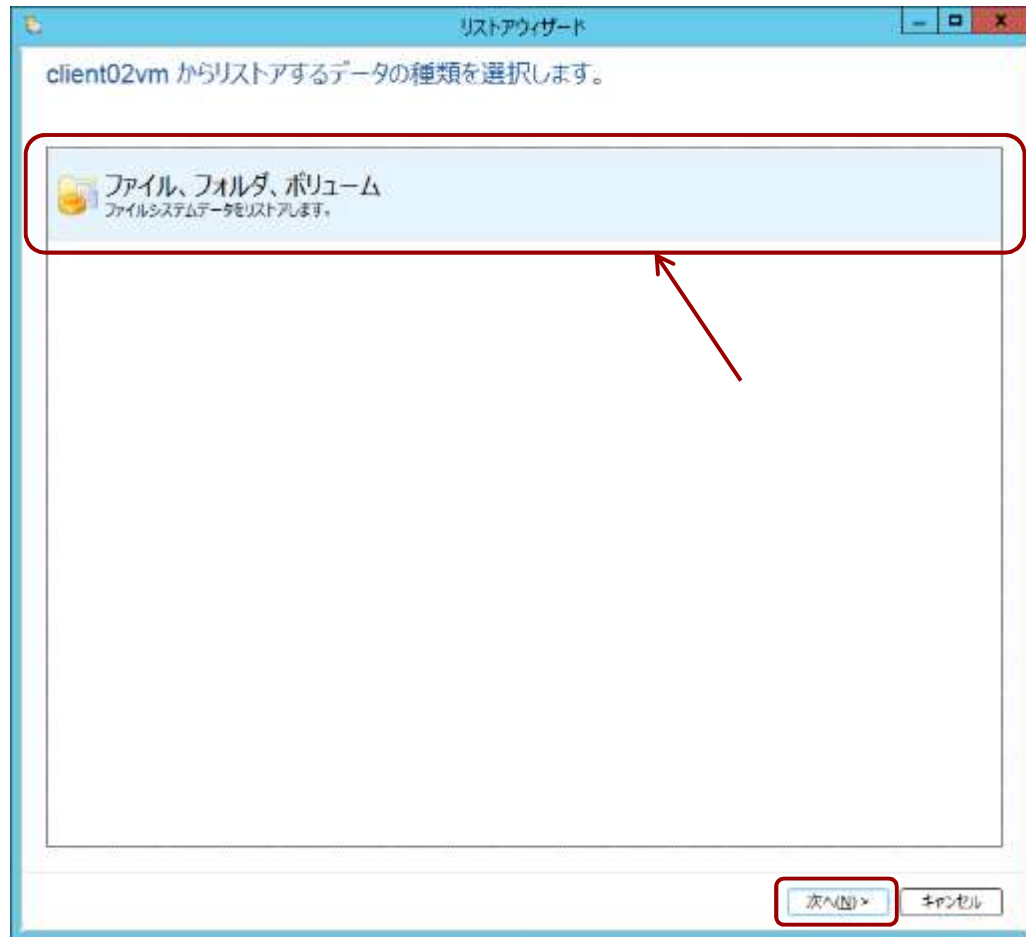 リストアウィザード
client02vm からリストアするデータの種類を選択します。
ファイル、フォルダ、ボリューム
ファイルシステムデータをリストアします。
次へ(N) > キャンセル